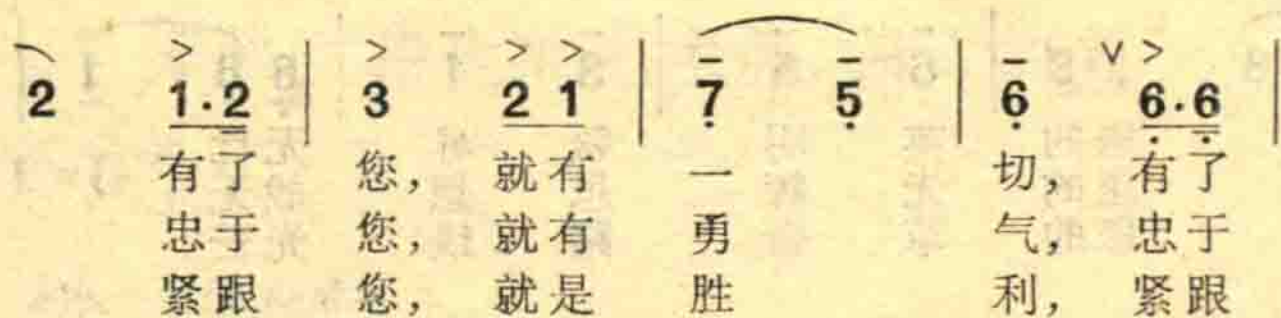 2 1·2 | 3 2 1 | 7 5 | 6 6·6 |
有了 您，就有 一 切，有了
忠于 您，就有 勇 气，忠于
紧跟 您，就是 胜 利，紧跟